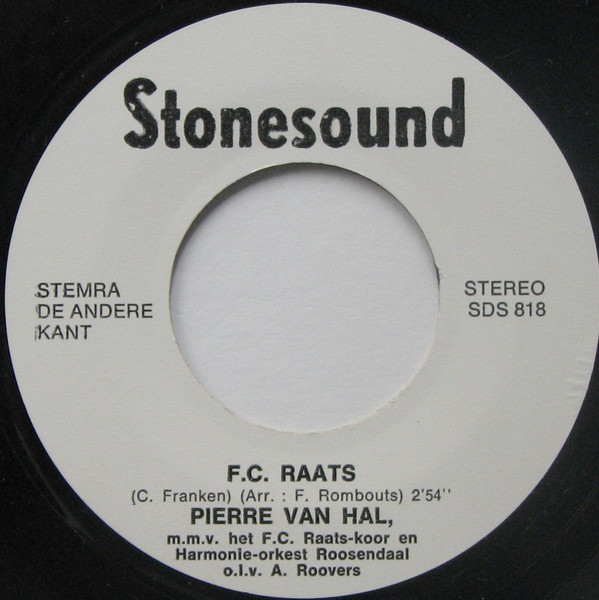 Stonesound
STEMRA
DE ANDERE
KANT
STEREO
SDS 818
F.C. RAATS
(C. Franken) (Arr. : F. Rombouts) 2'54''
PIERRE VAN HAL,
m.m.v. het F.C. Raats-koor en
Harmonie-orkest Roosendaal
o.l.v. A. Roovers